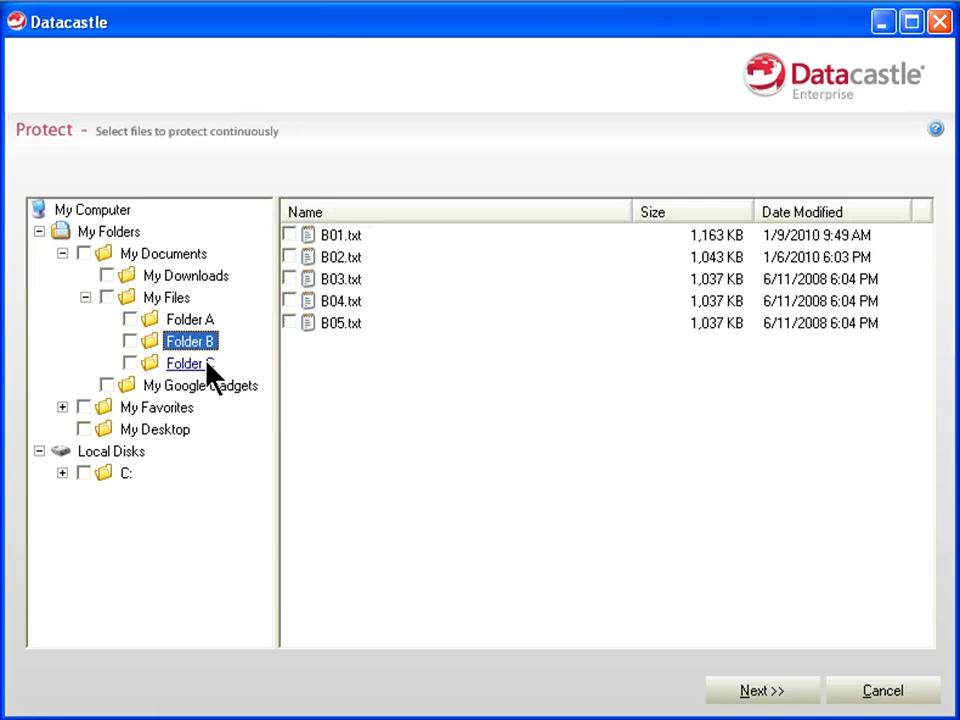 Datacastle
Datacastle
Enterprise
Protect - Select files to protect continuously
My Computer
My Folders
My Documents
My Downloads
My Files
Folder A
Folder B
Folder
My Google Gadgets
My Favorites
My Desktop
Local Disks
C:
Name Size Date Modified
B01.txt 1,163 KB 1/9/2010 9:49 AM
B02.txt 1,043 KB 1/6/2010 6:03 PM
B03.txt 1,037 KB 6/11/2008 6:04 PM
B04.txt 1,037 KB 6/11/2008 6:04 PM
B05.txt 1,037 KB 6/11/2008 6:04 PM
Next >> Cancel